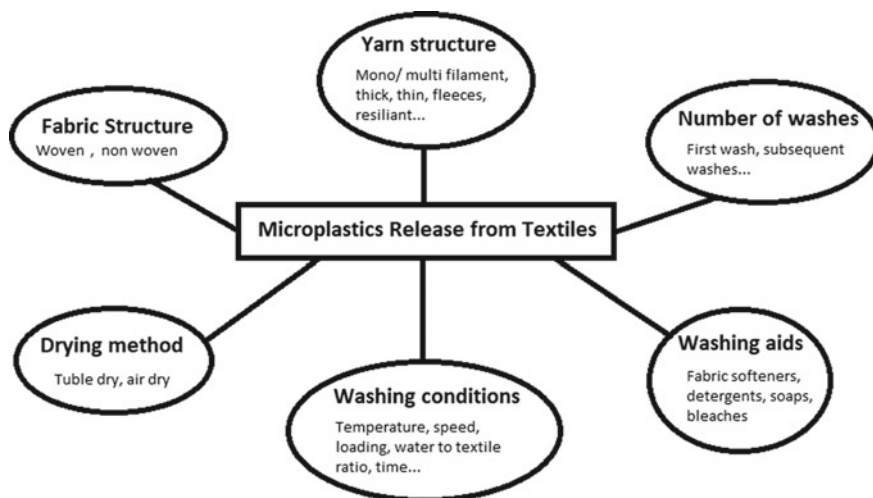 Yarn structure
Mono/ multi filament,
thick, thin, fleeces,
resiliant...
Fabric Structure
Woven , non woven
Number of washes
First wash, subsequent
washes...
Microplastics Release from Textiles
Drying method
Tuble dry, air dry
Washing conditions
Temperature, speed,
loading, water to textile
ratio, time...
Washing aids
Fabric softeners,
detergents, soaps,
bleaches